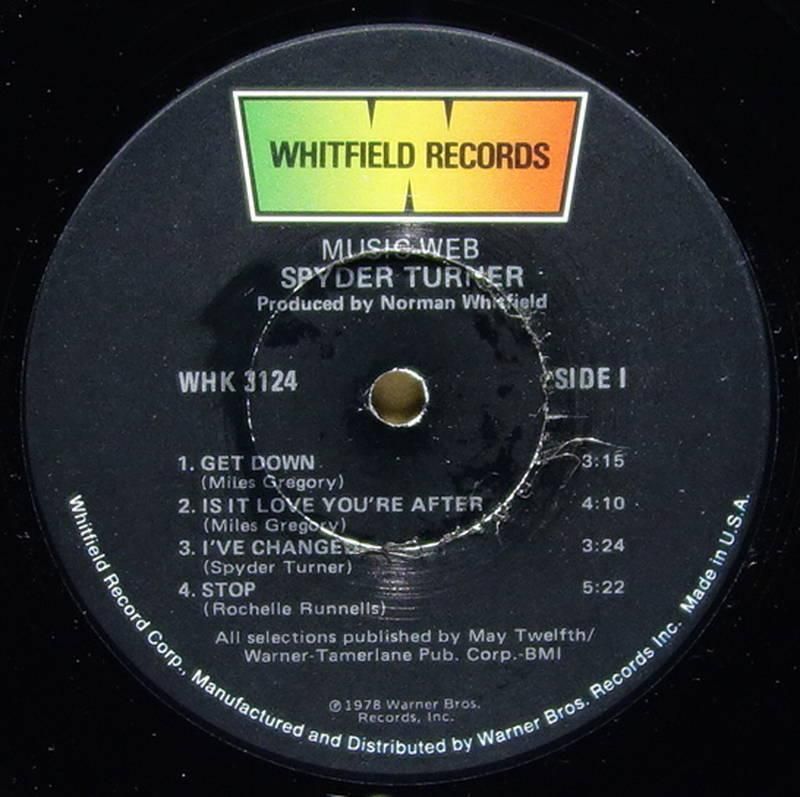 WHITFIELD RECORDS
MUSIC WEB
SPYDER TURNER
Produced by Norman Whitfield
WHK 3124
SIDE I
1. GET DOWN 3:15
(Miles Gregory)
2. IS IT LOVE YOU'RE AFTER 4:10
(Miles Gregory)
3. I'VE CHANGED 3:24
(Spyder Turner)
4. STOP 5:22
(Rochelle Runnells)
All selections published by May Twelfth/
Warner-Tamerlane Pub. Corp.-BMI
℗1978 Warner Bros.
Records, Inc.
Whitfield Record Corp., Manufactured and Distributed by Warner Bros. Records Inc. Made in U.S.A.